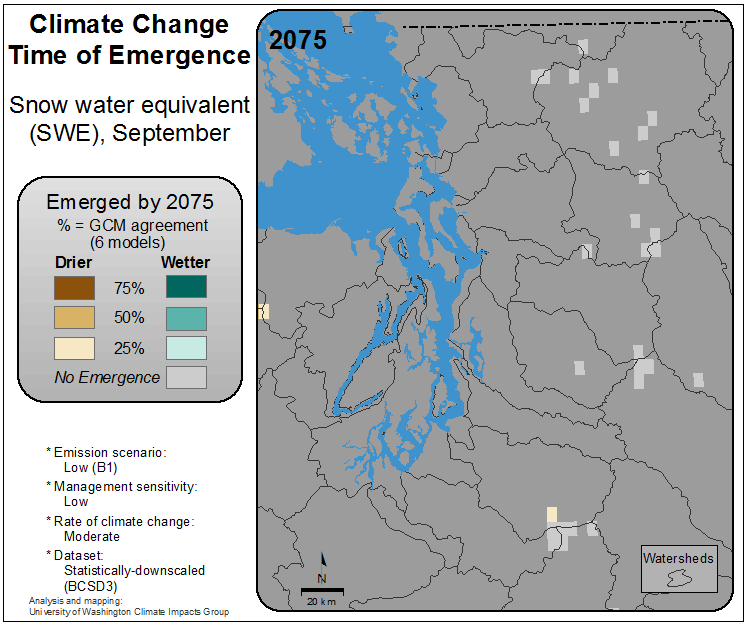 Climate Change
Time of Emergence
Snow water equivalent
(SWE), September
Emerged by 2075
% = GCM agreement
(6 models)
Drier Wetter
75%
50%
25%
No Emergence
* Emission scenario:
Low (B1)
* Management sensitivity:
Low
* Rate of climate change:
Moderate
* Dataset:
Statistically-downscaled
(BCSD3)
Analysis and mapping:
University of Washington Climate Impacts Group
2075
N
20 km
Watersheds